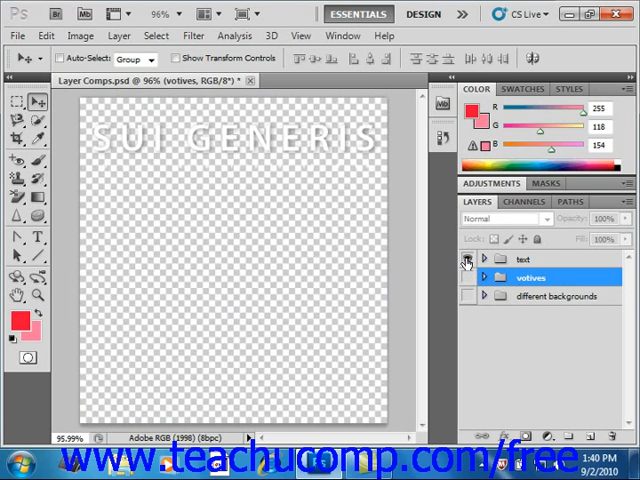 Ps Br Mb 96% ESSENTIALS DESIGN CS Live
File Edit Image Layer Select Filter Analysis 3D View Window Help
Auto-Select: Group Show Transform Controls
Layer Comps.psd @ 96% (votives, RGB/8*) *
SUI GENERIS
COLOR SWATCHES STYLES
R 255
G 118
B 154
ADJUSTMENTS MASKS
LAYERS CHANNELS PATHS
Normal Opacity: 100%
Lock: Fill: 100%
text
votives
different backgrounds
95.99% Adobe RGB (1998) (8bpc)
www.teachucomp.com/free
1:40 PM
9/2/2010